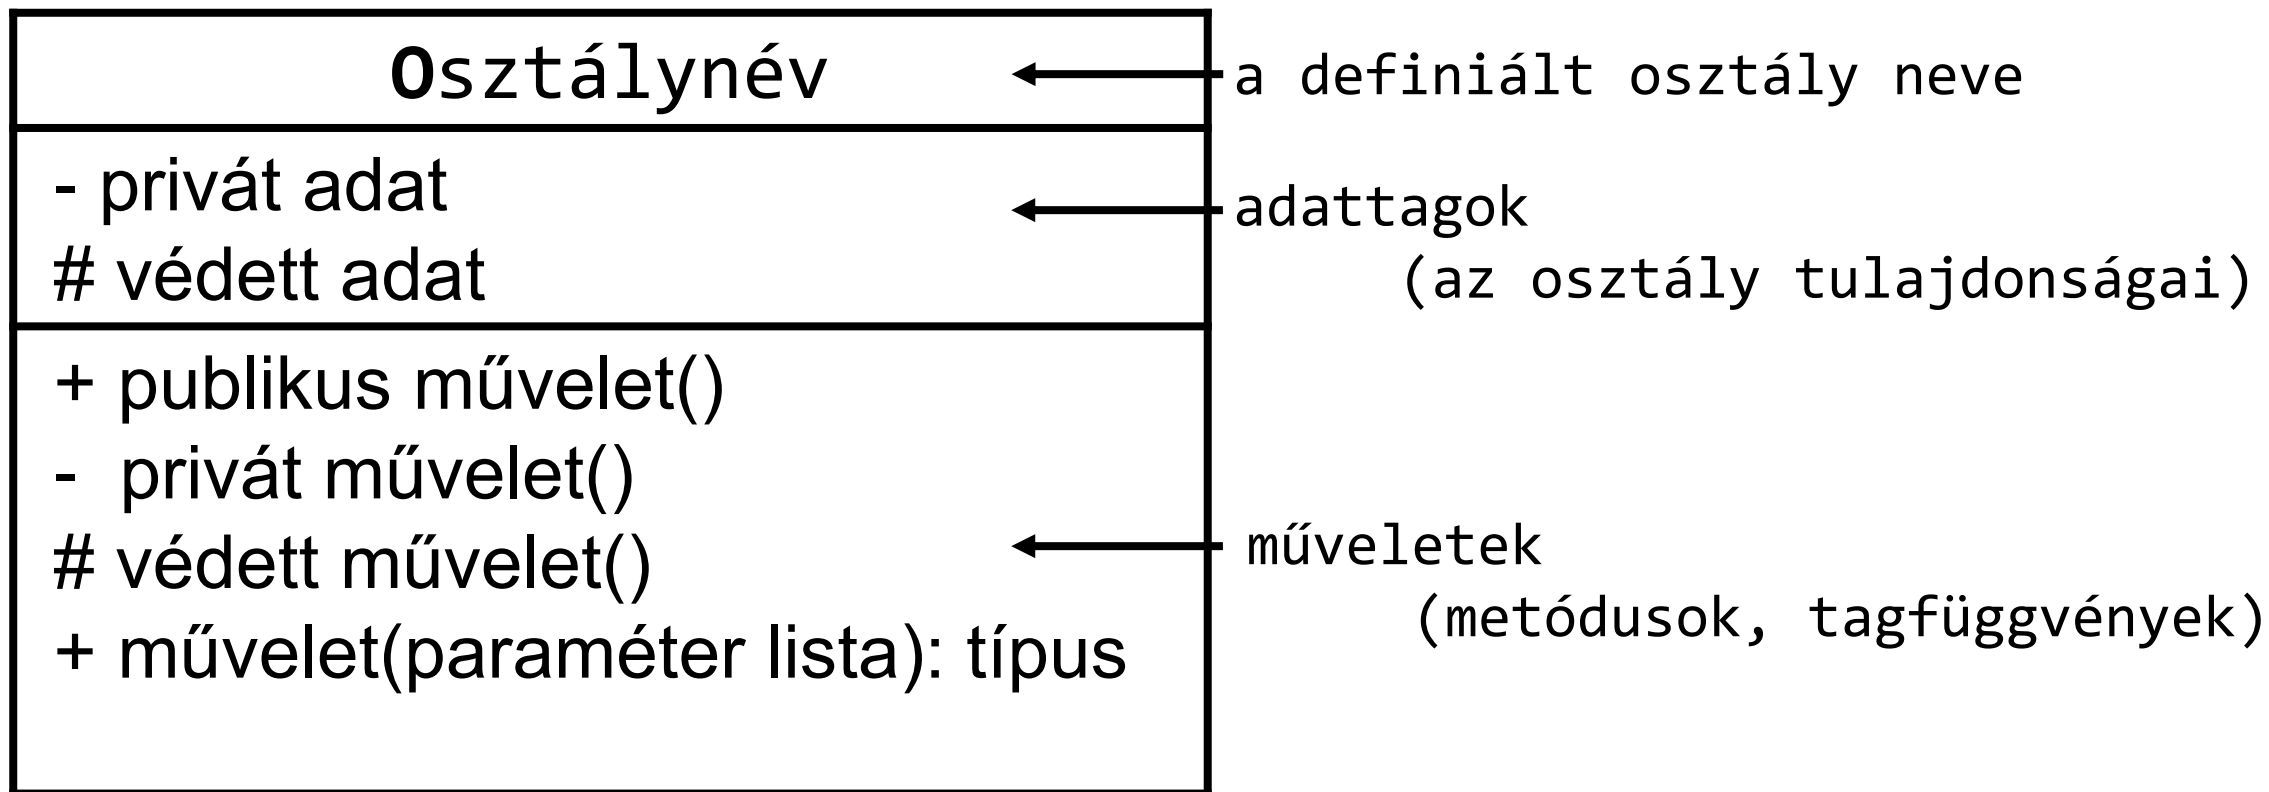 Osztálynév
a definiált osztály neve
- privát adat
# védett adat
adattagok
(az osztály tulajdonságai)
+ publikus művelet()
- privát művelet()
# védett művelet()
+ művelet(paraméter lista): típus
műveletek
(metódusok, tagfüggvények)